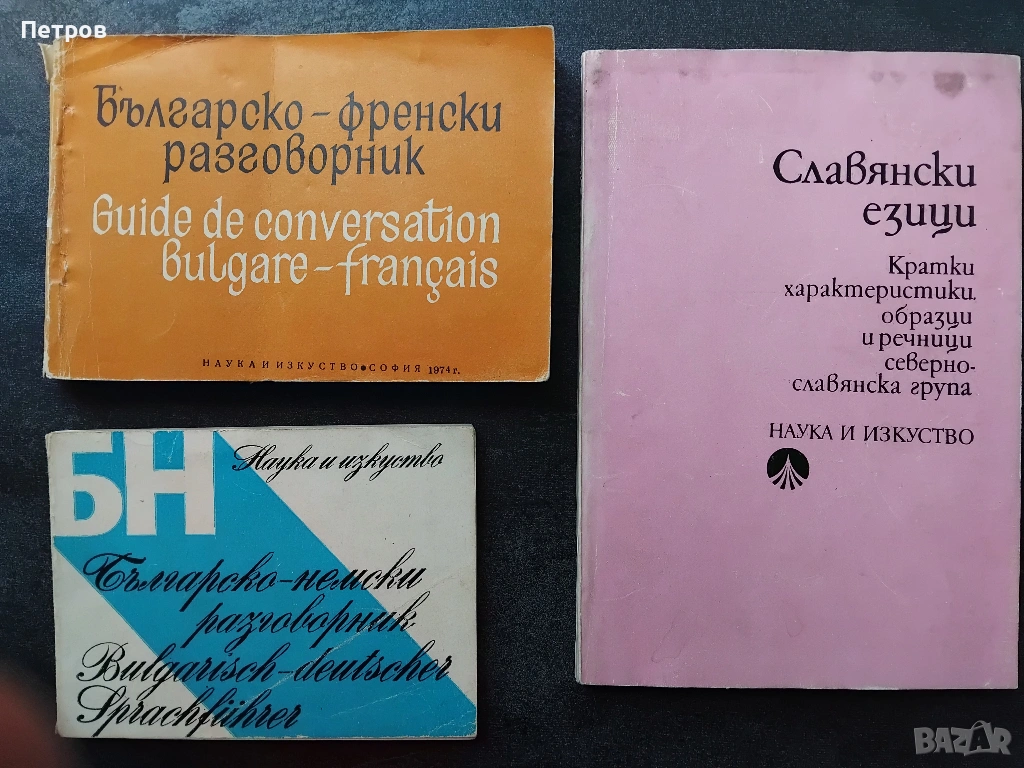 Петров
Българско-френски
разговорник
Guide de conversation
bulgare-français
НАУКА И ИЗКУСТВО•СОФИЯ 1974 г.
Славянски
езици
Кратки
характеристики,
образци
и речници
северно-
славянска група
НАУКА И ИЗКУСТВО
БН
Наука и изкуство
Българско-немски
разговорник
Bulgarisch-deutscher
Sprachführer
BAZAR